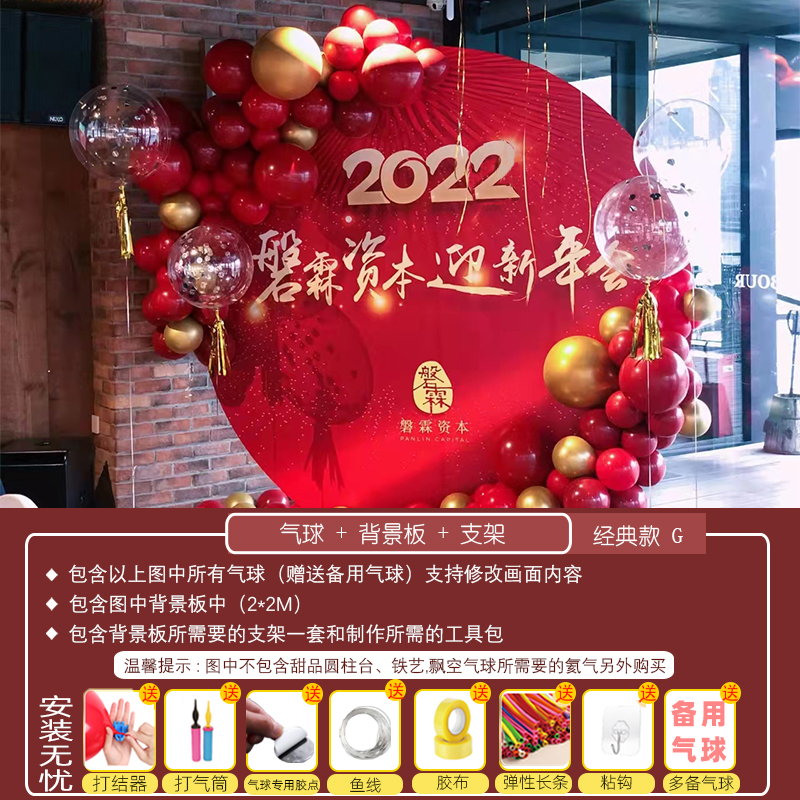 NEXO
2022
磐霖资本迎新年会
磐霖
磐霖资本
PANLIN CAPITAL
BOUR
气球 + 背景板 + 支架
经典款 G
包含以上图中所有气球（赠送备用气球）支持修改画面内容
包含图中背景板中（2*2M）
包含背景板所需要的支架一套和制作所需的工具包
温馨提示：图中不包含甜品圆柱台、铁艺,飘空气球所需要的氦气另外购买
安装无忧
送 送 送 送 送 送 送 送
备用
气球
打结器 打气筒 气球专用胶点 鱼线 胶布 弹性长条 粘钩 多备气球